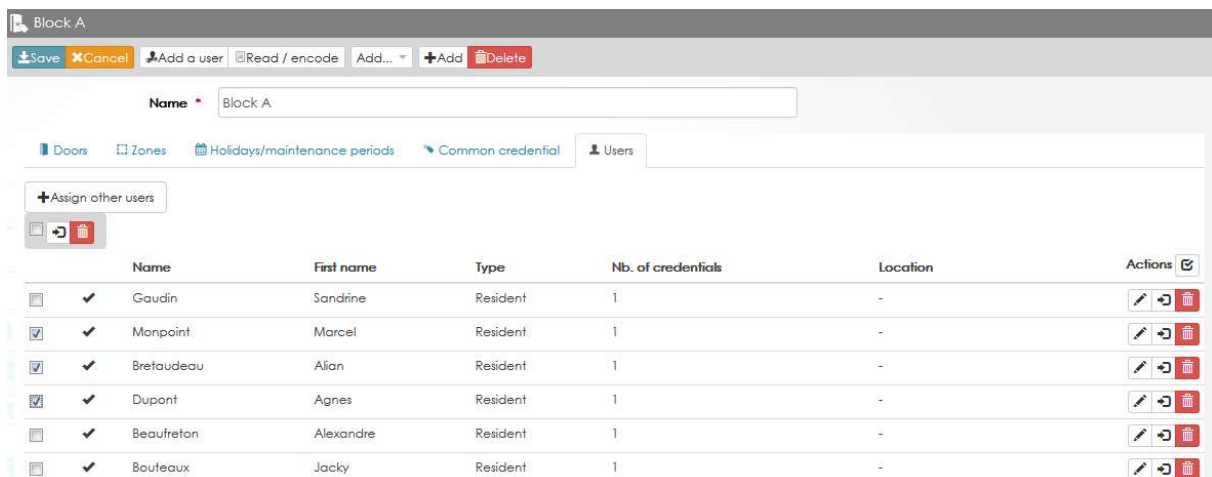 Block A
Save Cancel Add a user Read / encode Add... Add Delete
Name * Block A
Doors Zones Holidays/maintenance periods Common credential Users
Assign other users
Name First name Type Nb. of credentials Location Actions
Gaudin Sandrine Resident 1 -
Monpoint Marcel Resident 1 -
Bretaudeau Alian Resident 1 -
Dupont Agnes Resident 1 -
Beaufreton Alexandre Resident 1 -
Bouteaux Jacky Resident 1 -